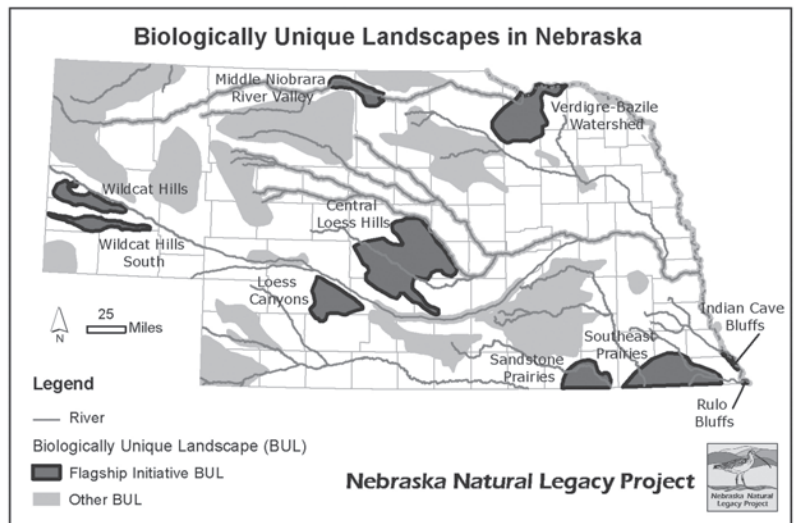 Biologically Unique Landscapes in Nebraska
Middle Niobrara
River Valley
Verdigre-Bazile
Watershed
Wildcat Hills
Central
Loess Hills
Wildcat Hills
South
Loess
Canyons
Indian Cave
Bluffs
Southeast
Prairies
Sandstone
Prairies
Rulo
Bluffs
25
Miles
N
Legend
River
Biologically Unique Landscape (BUL)
Flagship Initiative BUL
Other BUL
Nebraska Natural Legacy Project
Nebraska Natural
Legacy Project